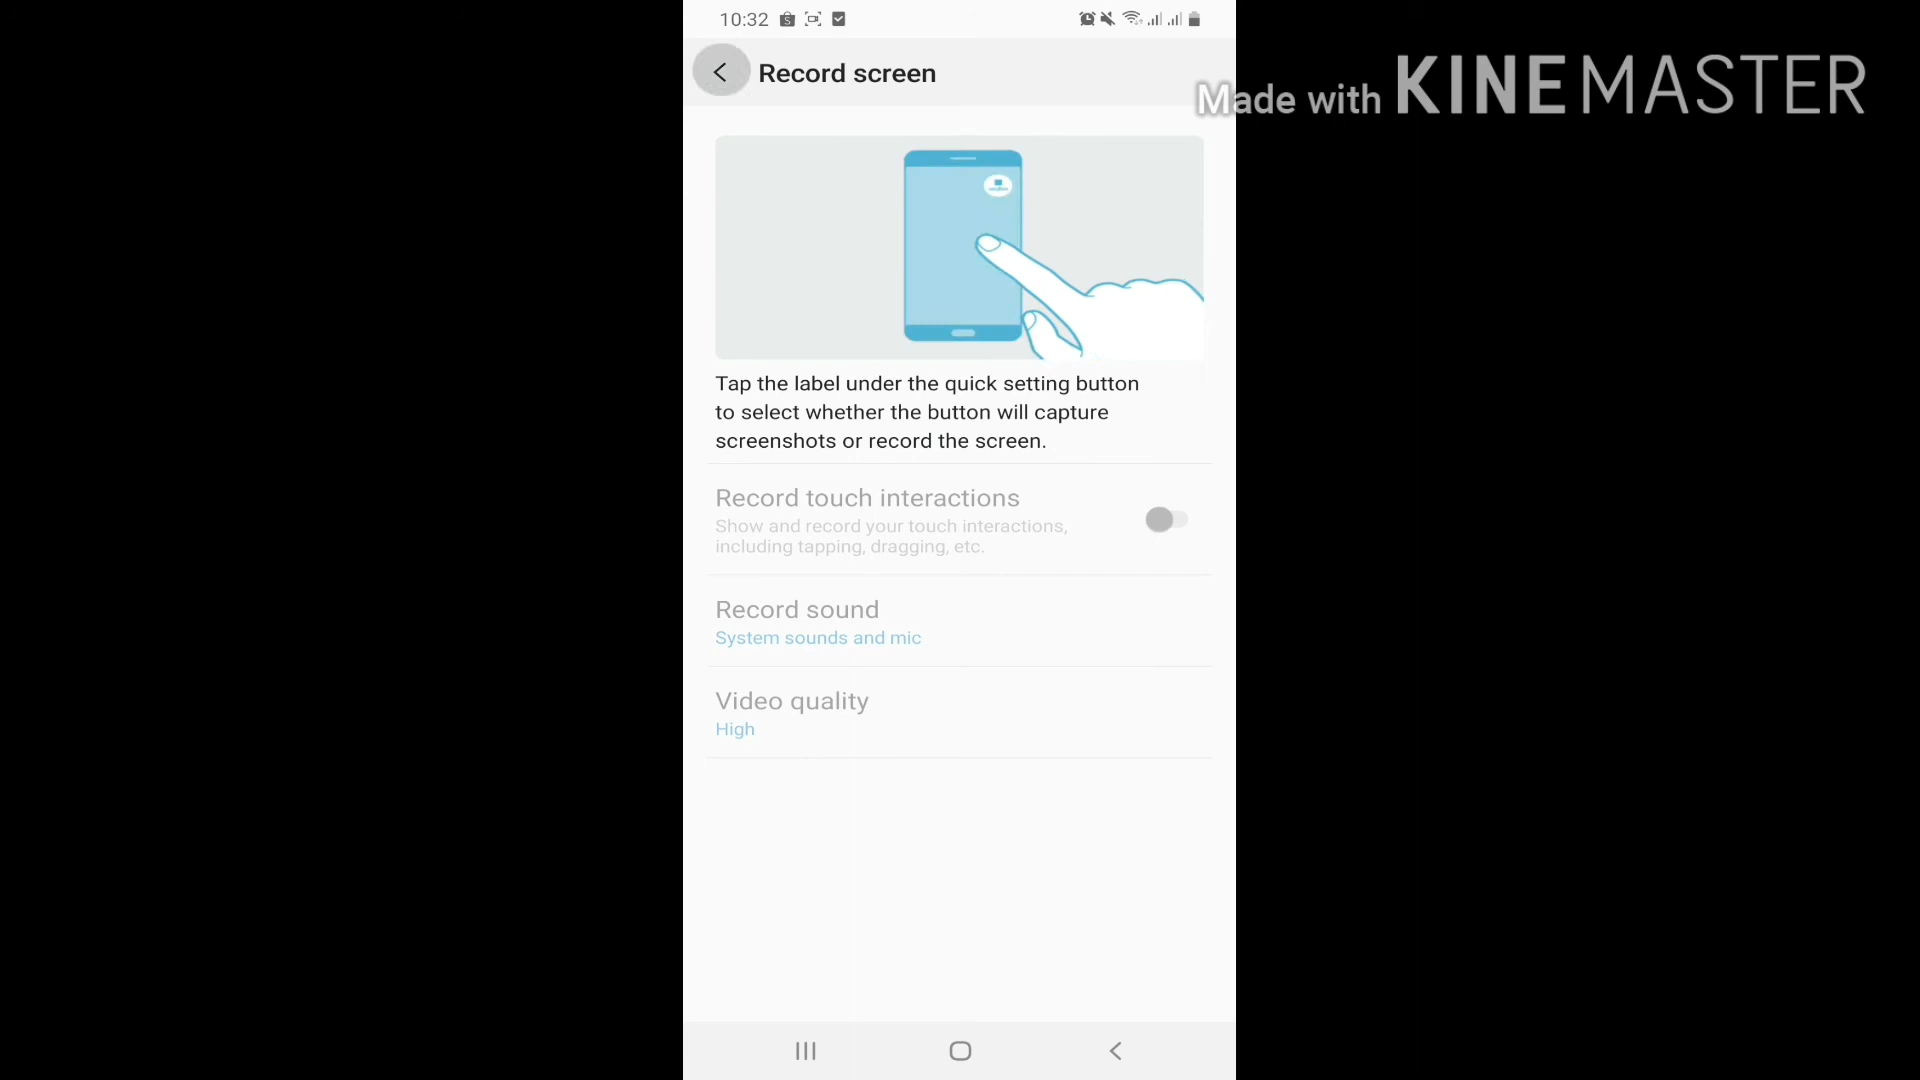 10:32
Record screen
Made with KINEMASTER
Tap the label under the quick setting button
to select whether the button will capture
screenshots or record the screen.
Record touch interactions
Show and record your touch interactions,
including tapping, dragging, etc.
Record sound
System sounds and mic
Video quality
High